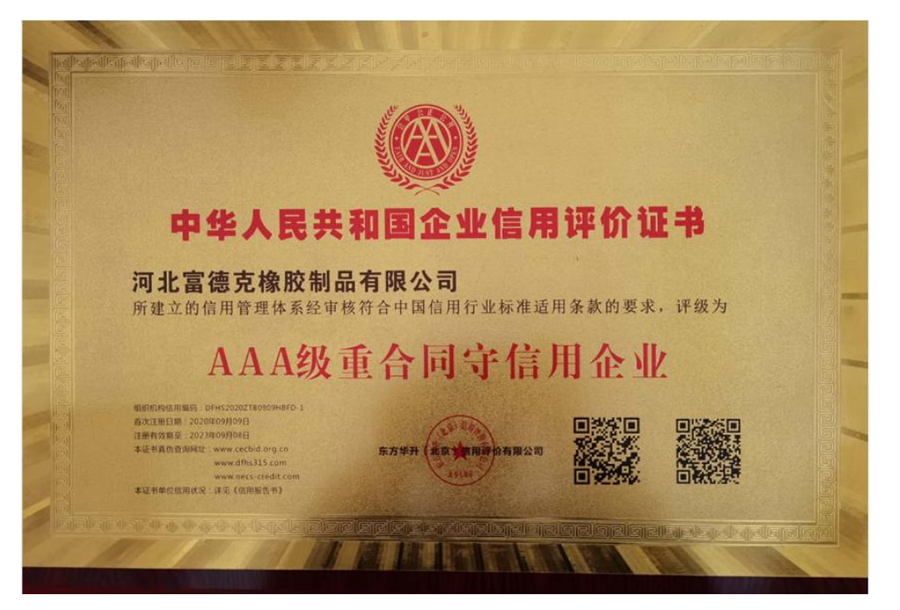 FAIR AND JUST AND OPEN
中华人民共和国企业信用评价证书
河北富德克橡胶制品有限公司
所建立的信用管理体系经审核符合中国信用行业标准适用条款的要求，评级为
AAA级重合同守信用企业
组织机构信用编码：DFHS2020ZTB0909HBFD-1
首次注册日期：2020年09月09日
注册有效期至：2023年09月08日
本证书真伪查询网址：www.cecbid.org.cn
www.dfhs315.com
www.necs-credit.com
本证书单位信用状况：详见《信用报告书》
东方华升（北京）信用评价有限公司